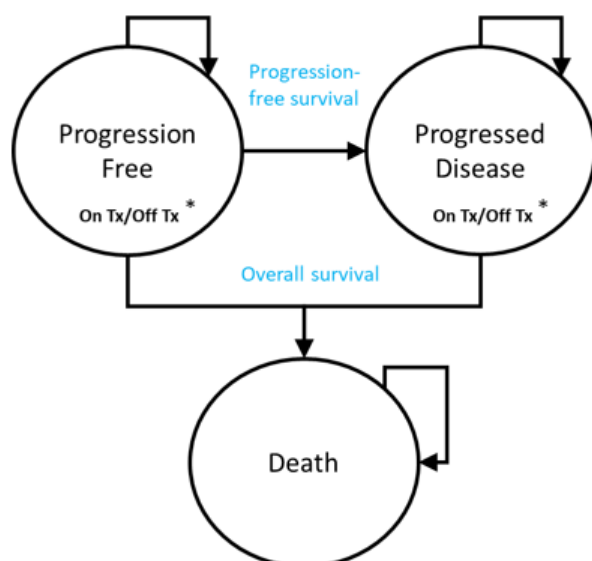 Progression-
free survival
Progression
Free
On Tx/Off Tx *
Progressed
Disease
On Tx/Off Tx *
Overall survival
Death